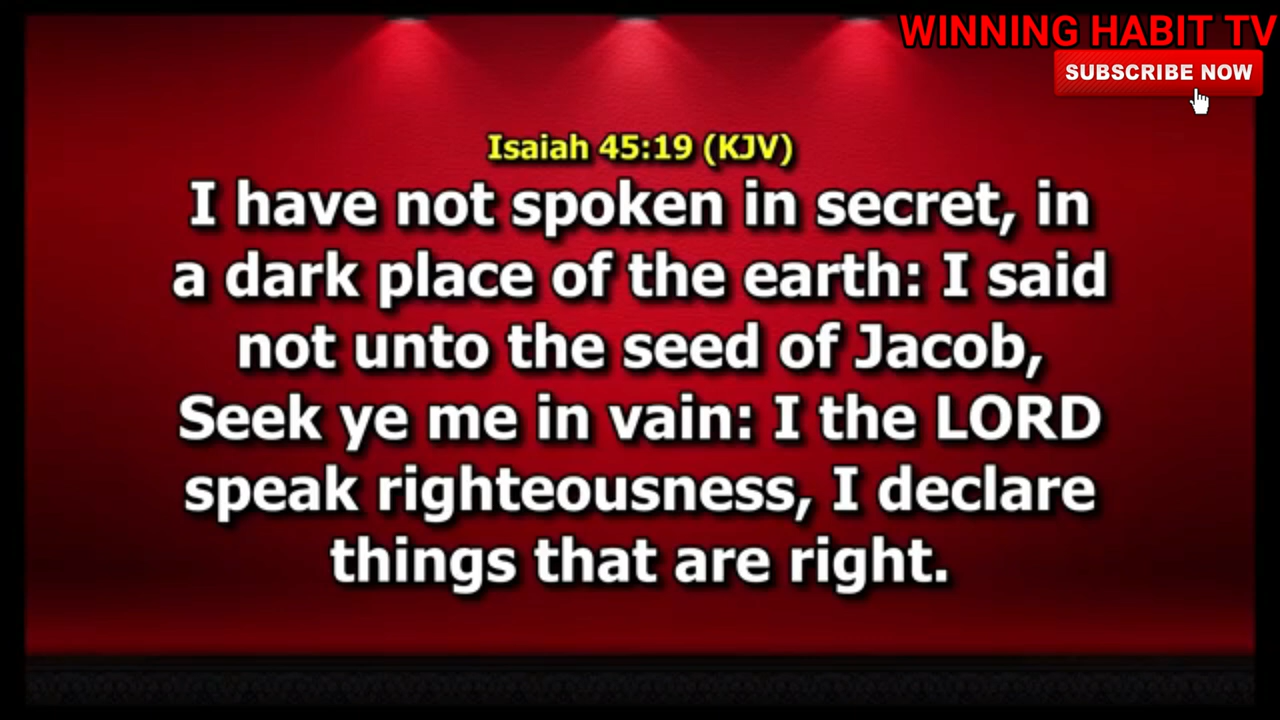 WINNING HABIT TV
SUBSCRIBE NOW
Isaiah 45:19 (KJV)
I have not spoken in secret, in
a dark place of the earth: I said
not unto the seed of Jacob,
Seek ye me in vain: I the LORD
speak righteousness, I declare
things that are right.